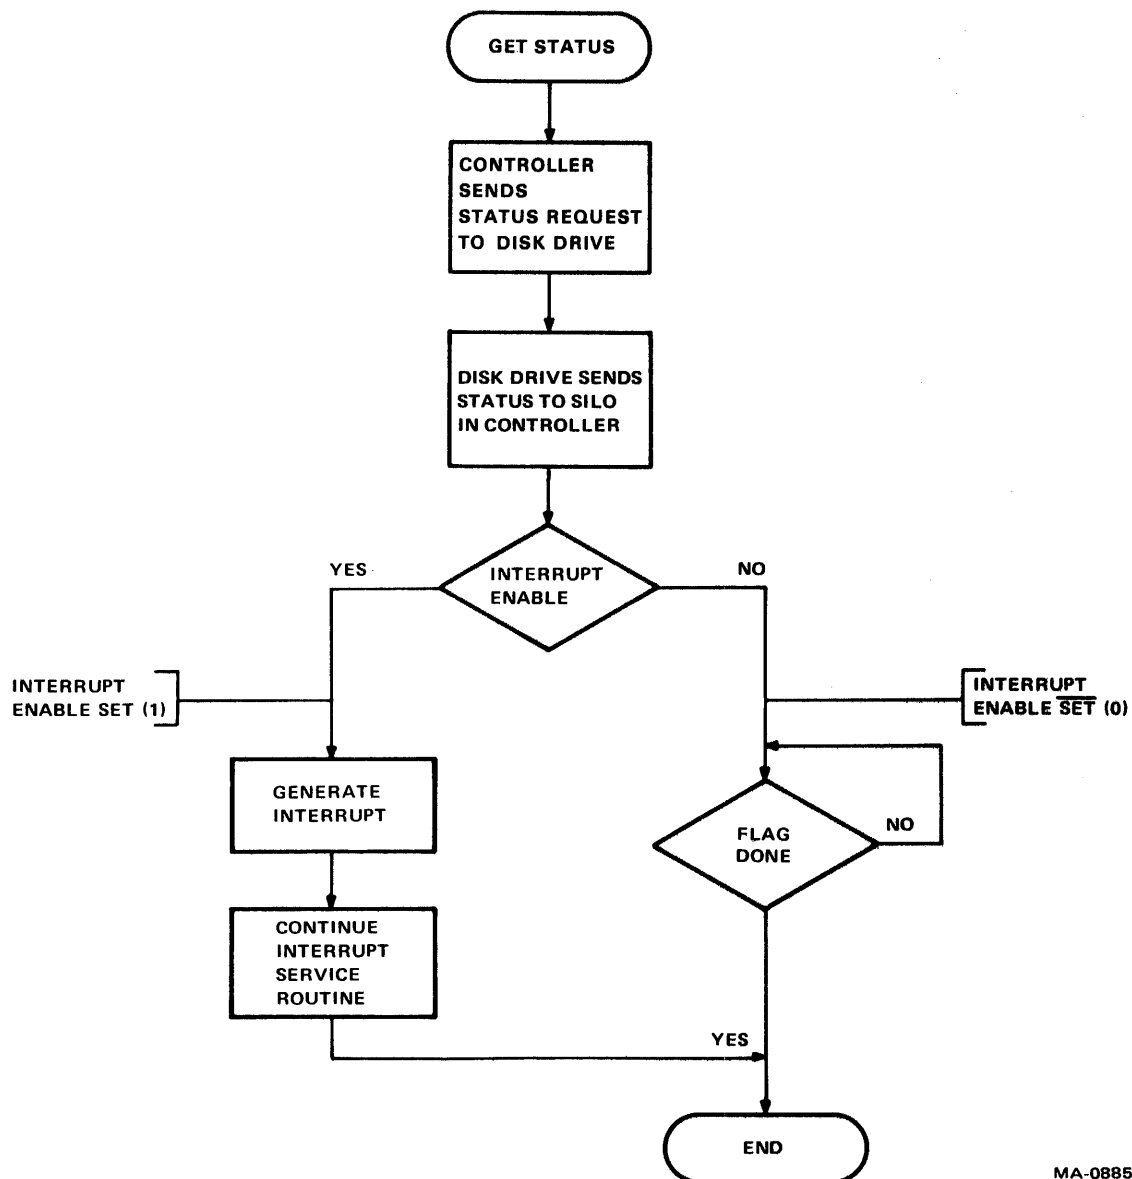 GET STATUS
CONTROLLER
SENDS
STATUS REQUEST
TO DISK DRIVE
DISK DRIVE SENDS
STATUS TO SILO
IN CONTROLLER
YES
INTERRUPT
ENABLE
NO
INTERRUPT
ENABLE SET (1)
INTERRUPT
ENABLE S̅E̅T̅ (0)
GENERATE
INTERRUPT
FLAG
DONE
NO
CONTINUE
INTERRUPT
SERVICE
ROUTINE
YES
END
MA-0885